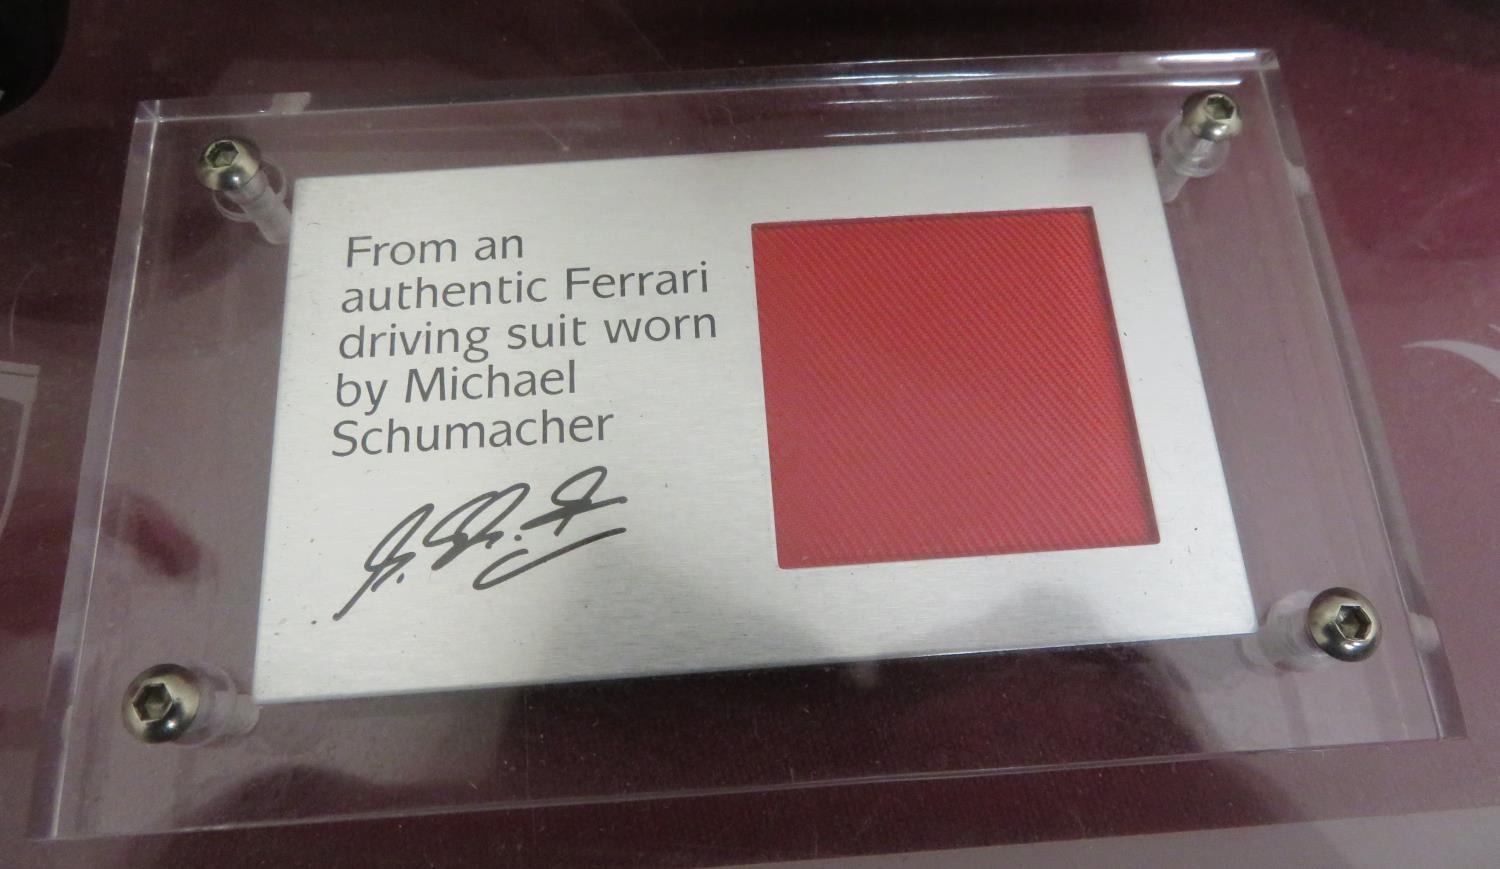 From an
authentic Ferrari
driving suit worn
by Michael
Schumacher